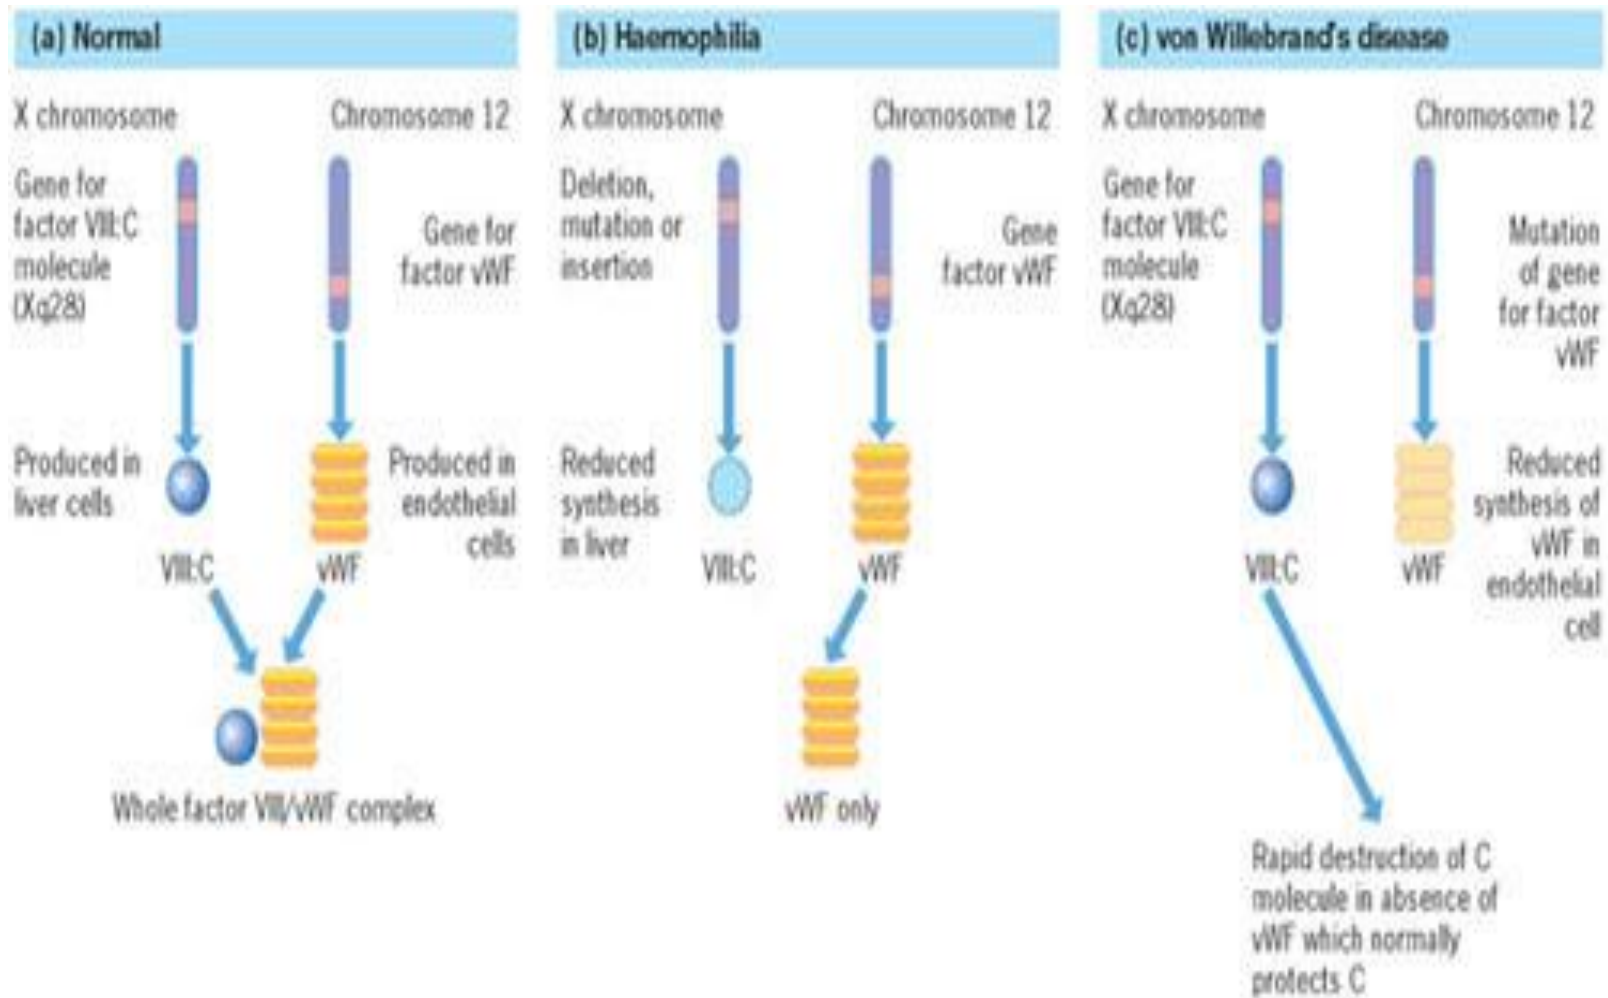 (a) Normal
X chromosome
Chromosome 12
Gene for
factor VIII:C
molecule
(Xq28)
Gene for
factor vWF
Produced in
liver cells
Produced in
endothelial
cells
VIII:C
vWF
Whole factor VIII/vWF complex
(b) Haemophilia
X chromosome
Chromosome 12
Deletion,
mutation or
insertion
Gene
factor vWF
Reduced
synthesis
in liver
VIII:C
vWF
vWF only
(c) von Willebrand's disease
X chromosome
Chromosome 12
Gene for
factor VIII:C
molecule
(Xq28)
Mutation
of gene
for factor
vWF
Reduced
synthesis of
vWF in
endothelial
cell
VIII:C
vWF
Rapid destruction of C
molecule in absence of
vWF which normally
protects C